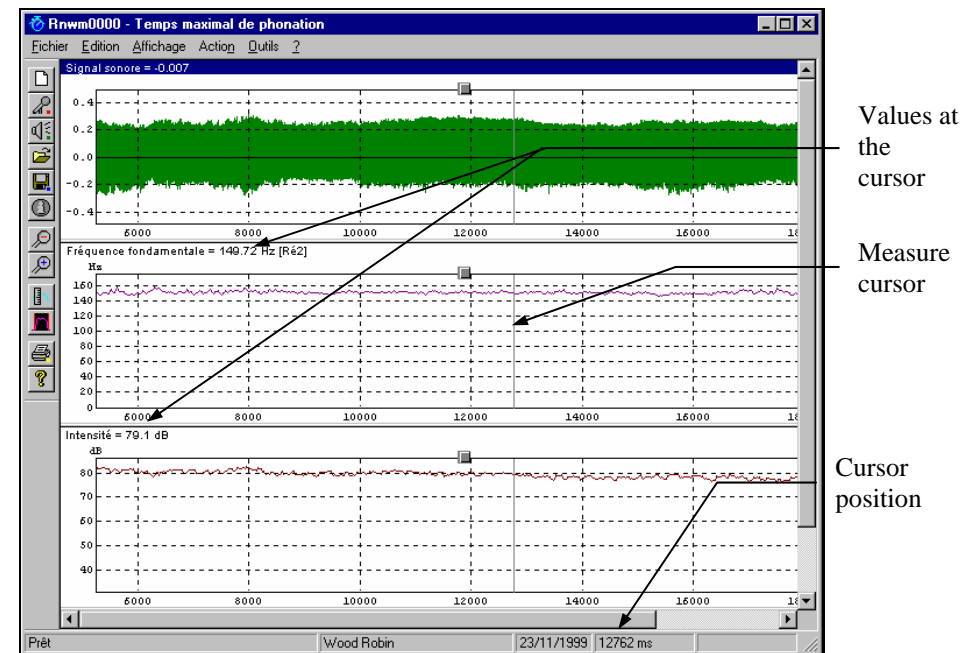 Rnwm0000 - Temps maximal de phonation
Fichier Edition Affichage Action Outils ?
Signal sonore = -0.007
0.4
0.2
0.0
-0.2
-0.4
6000 8000 10000 12000 14000 16000 17
Fréquence fondamentale = 149.72 Hz [Ré2]
Hz
160
140
120
100
80
60
40
20
0
6000 8000 10000 12000 14000 16000 18
Intensité = 79.1 dB
dB
80
70
60
50
40
6000 8000 10000 12000 14000 16000 18
Prêt Wood Robin 23/11/1999 12762 ms
Values at
the
cursor
Measure
cursor
Cursor
position